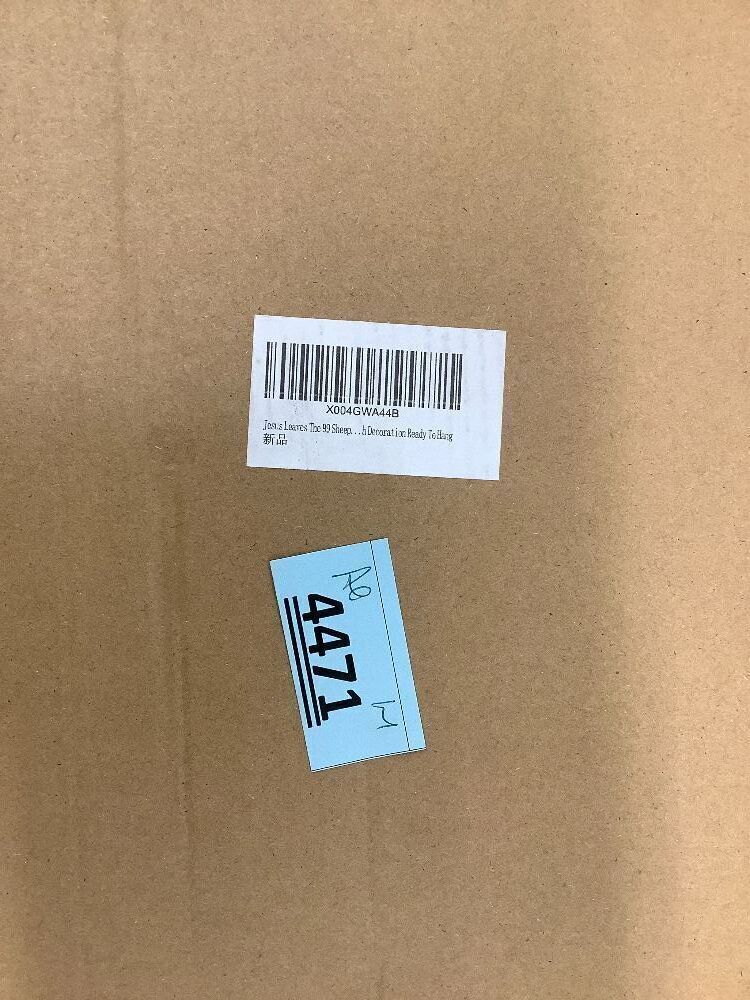 X004GWA44B
Jesus Leaves The 99 Sheep...h Decoration Ready To Hang
新品
4471